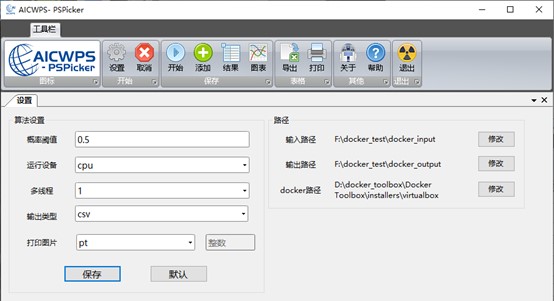 AICWPS- PSPicker
工具栏
AICWPS
- PSPicker
设置
取消
开始
添加
结果
图表
导出
打印
关于
帮助
退出
图标
开始
保存
表格
其他
退出
设置
算法设置
概率阈值
0.5
运行设备
cpu
多线程
1
输出类型
csv
打印图片
pt
整数
保存
默认
路径
输入路径
F:\docker_test\docker_input
修改
输出路径
F:\docker_test\docker_output
修改
docker路径
D:\docker_toolbox\Docker
Toolbox\installers\virtualbox
修改